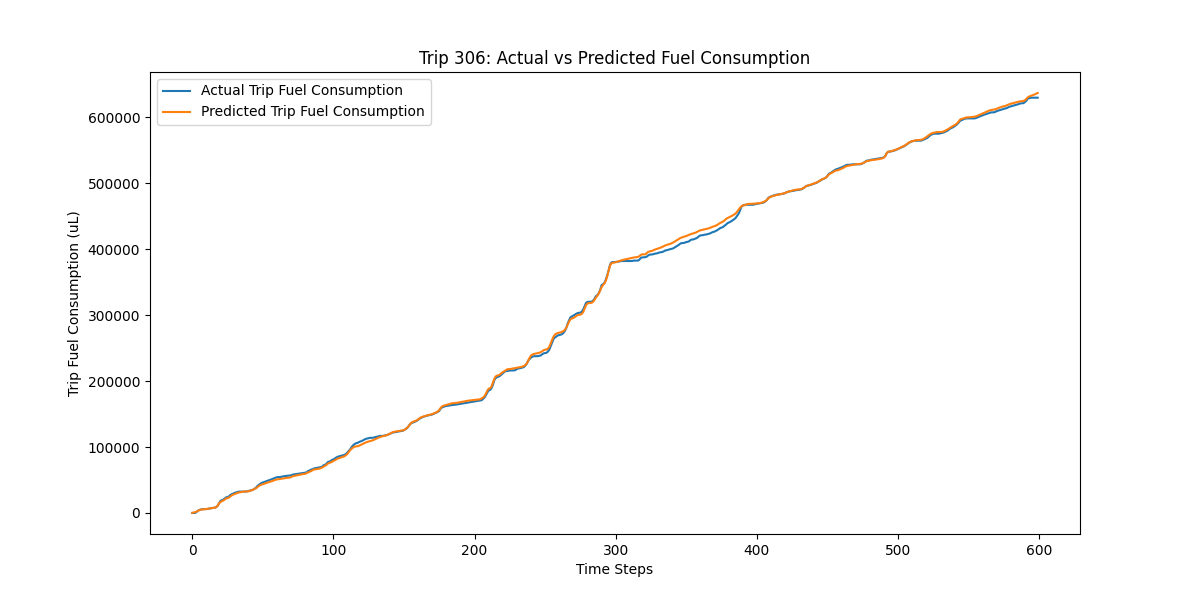 Trip 306: Actual vs Predicted Fuel Consumption
Actual Trip Fuel Consumption
Predicted Trip Fuel Consumption
Trip Fuel Consumption (uL)
600000
500000
400000
300000
200000
100000
0
0 100 200 300 400 500 600
Time Steps